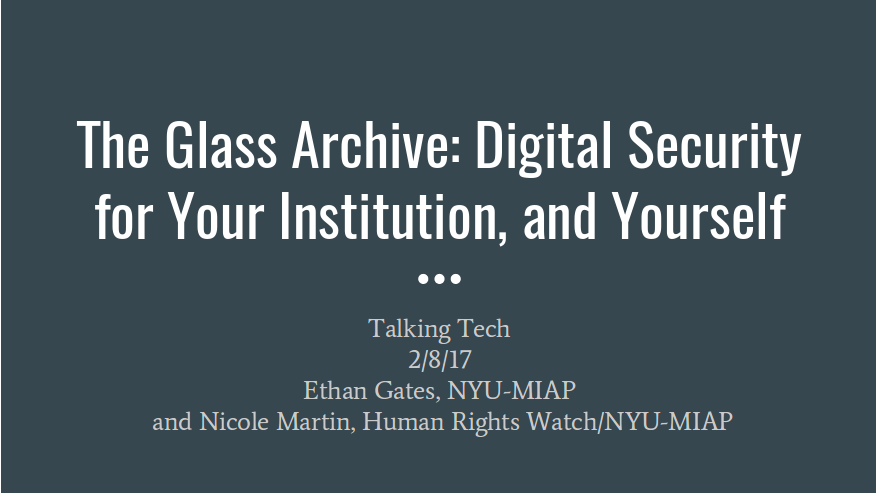 The Glass Archive: Digital Security
for Your Institution, and Yourself
Talking Tech
2/8/17
Ethan Gates, NYU-MIAP
and Nicole Martin, Human Rights Watch/NYU-MIAP